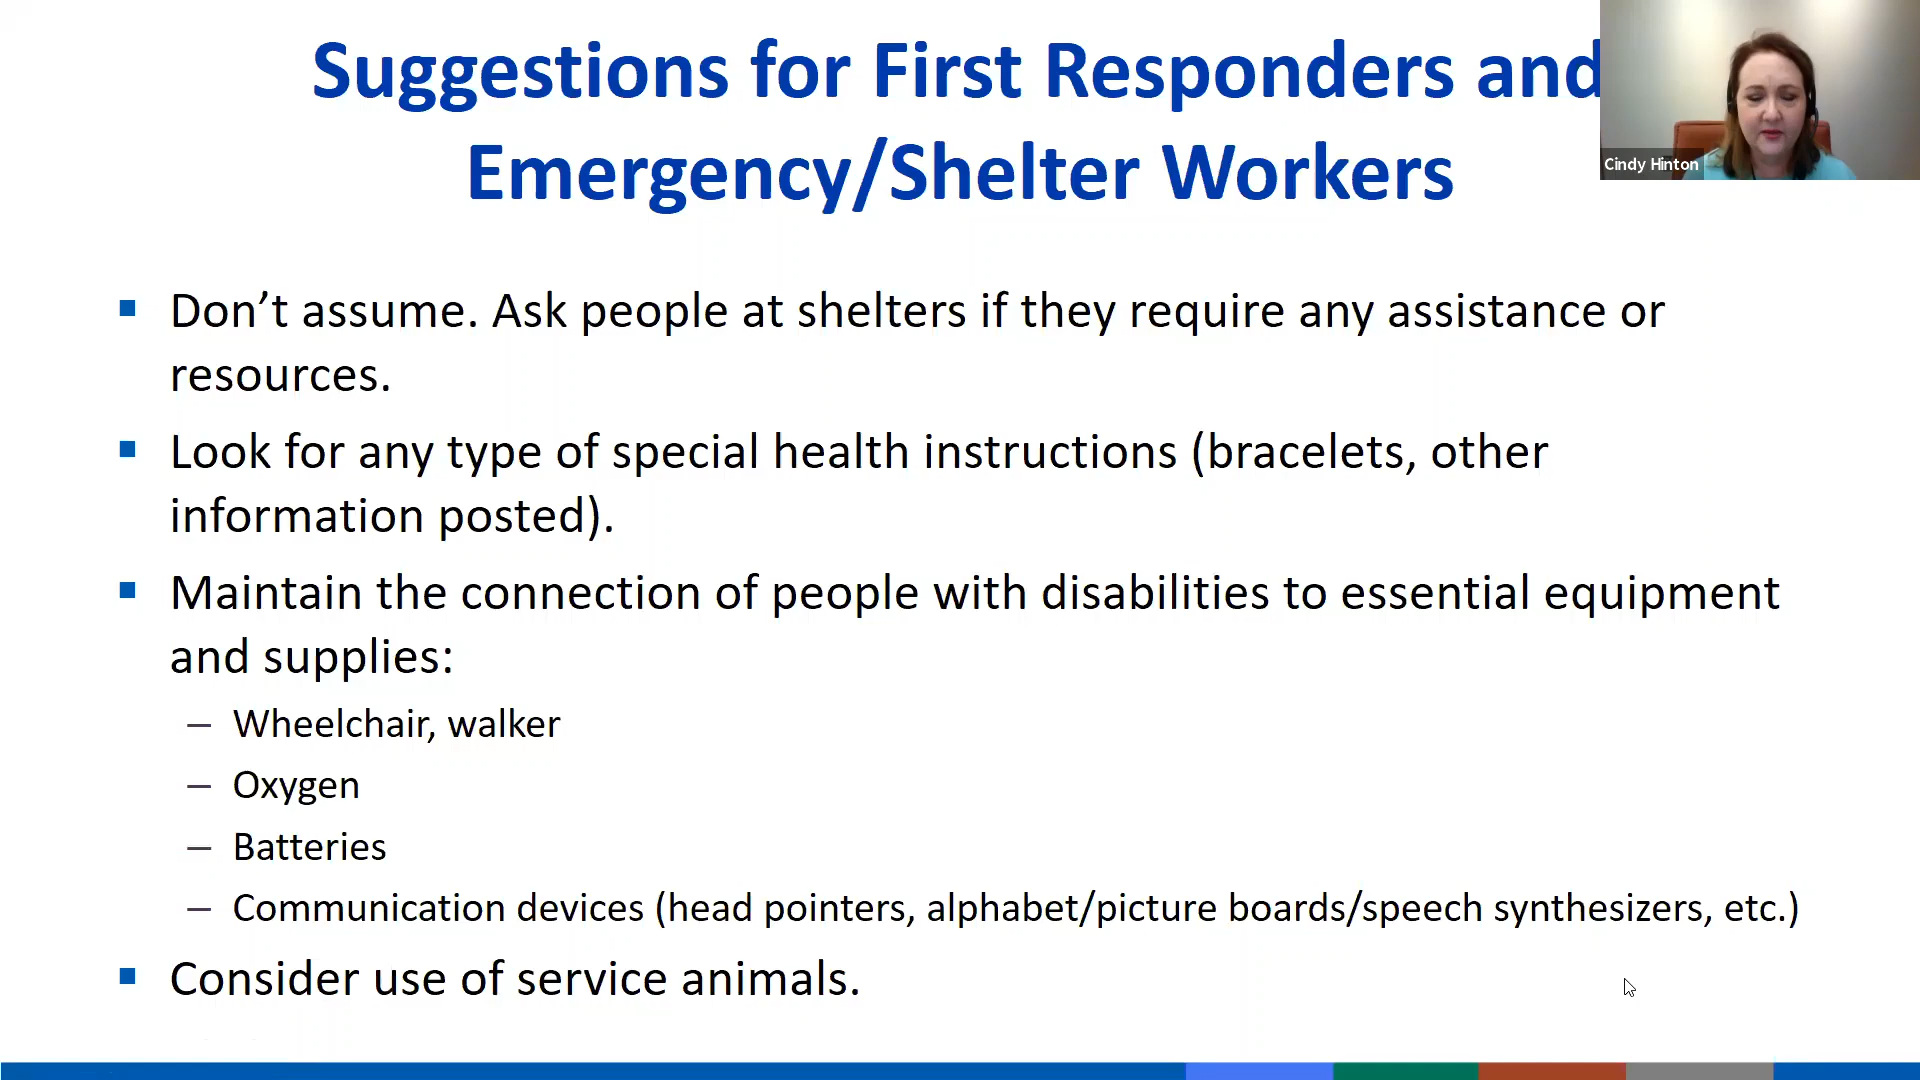 Suggestions for First Responders and
Emergency/Shelter Workers
Cindy Hinton
▪ Don’t assume. Ask people at shelters if they require any assistance or
resources.
▪ Look for any type of special health instructions (bracelets, other
information posted).
▪ Maintain the connection of people with disabilities to essential equipment
and supplies:
– Wheelchair, walker
– Oxygen
– Batteries
– Communication devices (head pointers, alphabet/picture boards/speech synthesizers, etc.)
▪ Consider use of service animals.